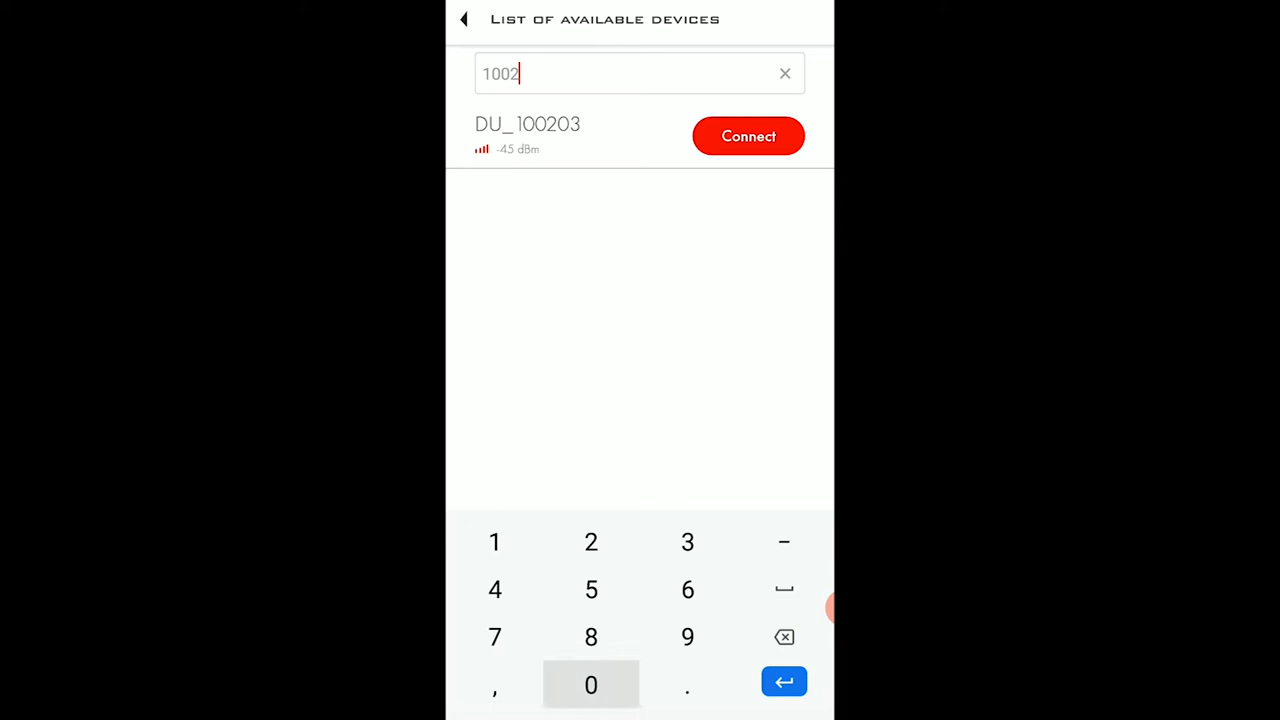 LIST OF AVAILABLE DEVICES
1002
DU_100203
Connect
-45 dBm
1 2 3 -
4 5 6
7 8 9
, 0 .